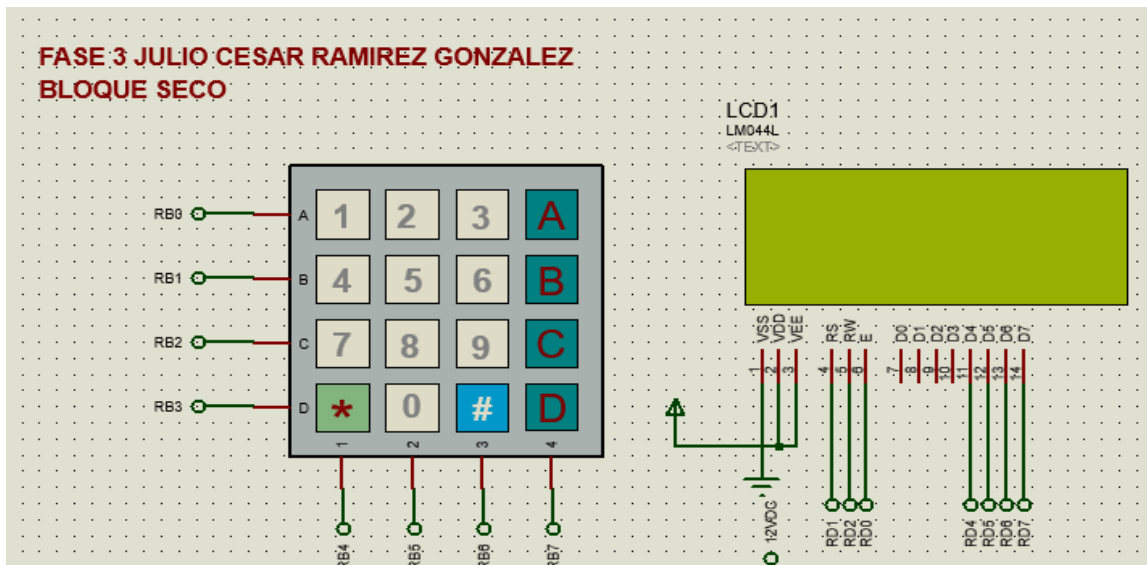 FASE 3 JULIO CESAR RAMIREZ GONZALEZ
BLOQUE SECO
LCD1
LM044L
<TEXT>
RB0 A 1 2 3 A
RB1 B 4 5 6 B
RB2 C 7 8 9 C
RB3 D * 0 # D
1 2 3 4
RB4 RB5 RB6 RB7
VSS VDD VEE RS RW E D0 D1 D2 D3 D4 D5 D6 D7
1 2 3 4 5 6 7 8 9 10 11 12 13 14
12VDC
RD1 RD2 RD0 RD4 RD5 RD6 RD7